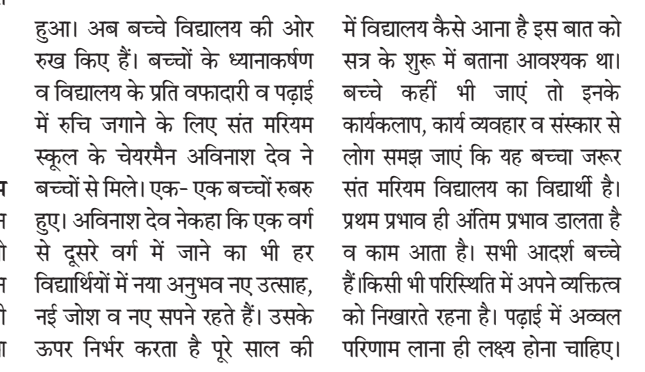 हुआ। अब बच्चे विद्यालय की ओर
रुख किए हैं। बच्चों के ध्यानाकर्षण
व विद्यालय के प्रति वफादारी व पढ़ाई
में रुचि जगाने के लिए संत मरियम
स्कूल के चेयरमैन अविनाश देव ने
बच्चों से मिले। एक- एक बच्चों रुबरु
हुए। अविनाश देव नेकहा कि एक वर्ग
से दूसरे वर्ग में जाने का भी हर
विद्यार्थियों में नया अनुभव नए उत्साह,
नई जोश व नए सपने रहते हैं। उसके
ऊपर निर्भर करता है पूरे साल की
में विद्यालय कैसे आना है इस बात को
सत्र के शुरू में बताना आवश्यक था।
बच्चे कहीं भी जाएं तो इनके
कार्यकलाप, कार्य व्यवहार व संस्कार से
लोग समझ जाएं कि यह बच्चा जरूर
संत मरियम विद्यालय का विद्यार्थी है।
प्रथम प्रभाव ही अंतिम प्रभाव डालता है
व काम आता है। सभी आदर्श बच्चे
हैं।किसी भी परिस्थिति में अपने व्यक्तित्व
को निखारते रहना है। पढ़ाई में अव्वल
परिणाम लाना ही लक्ष्य होना चाहिए।